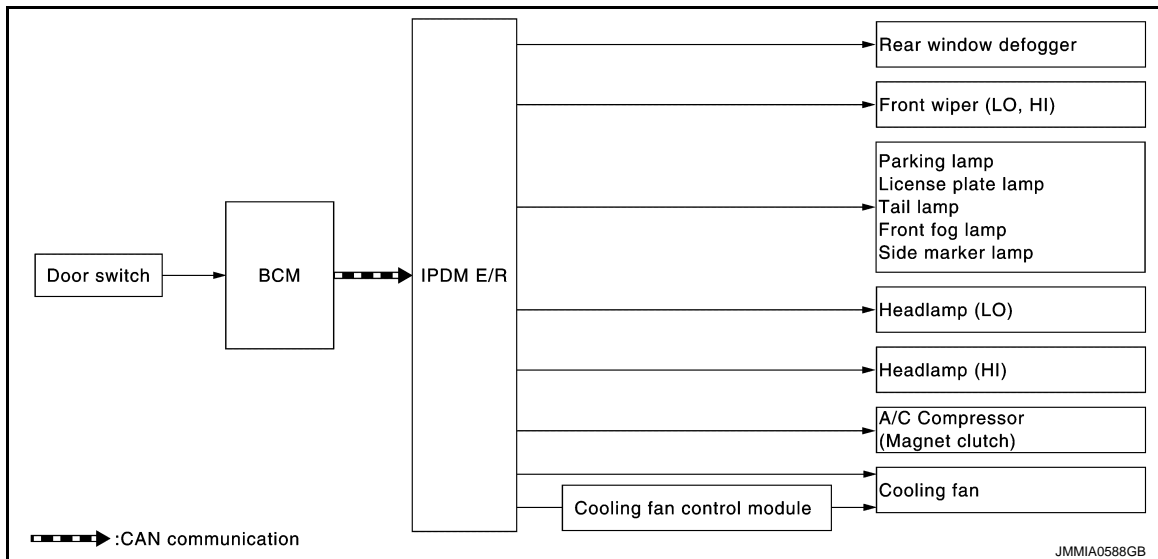 Rear window defogger
Front wiper (LO, HI)
Parking lamp
License plate lamp
Tail lamp
Front fog lamp
Side marker lamp
Door switch
BCM
IPDM E/R
Headlamp (LO)
Headlamp (HI)
A/C Compressor
(Magnet clutch)
Cooling fan
Cooling fan control module
:CAN communication
JMMIA0588GB